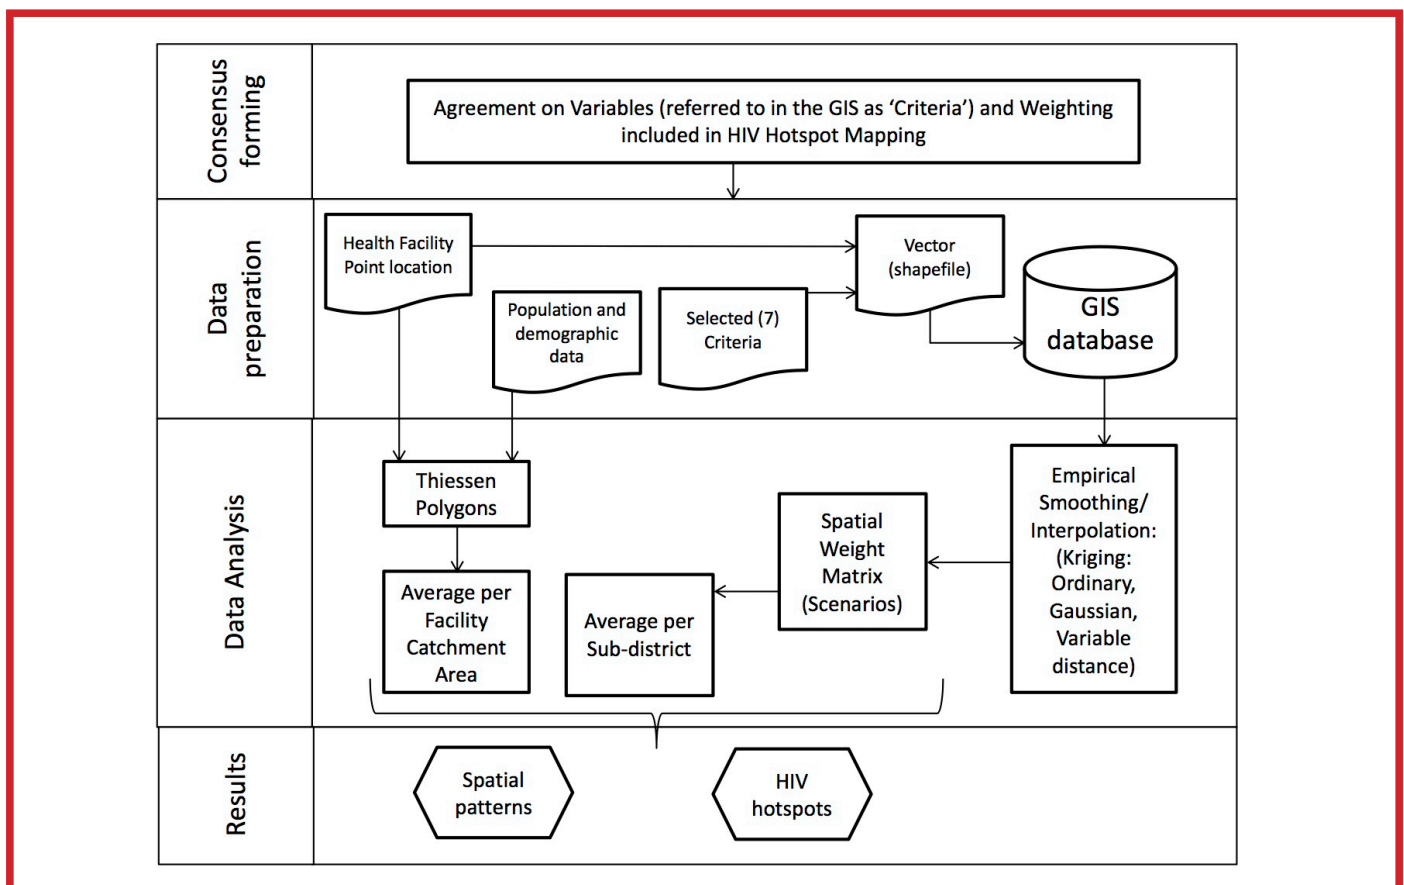 Consensus
forming
Agreement on Variables (referred to in the GIS as ‘Criteria’) and Weighting
included in HIV Hotspot Mapping
Data
preparation
Health Facility
Point location
Population and
demographic
data
Selected (7)
Criteria
Vector
(shapefile)
GIS
database
Data Analysis
Thiessen
Polygons
Average per
Facility
Catchment
Area
Average per
Sub-district
Spatial
Weight
Matrix
(Scenarios)
Empirical
Smoothing/
Interpolation:
(Kriging:
Ordinary,
Gaussian,
Variable
distance)
Results
Spatial
patterns
HIV
hotspots